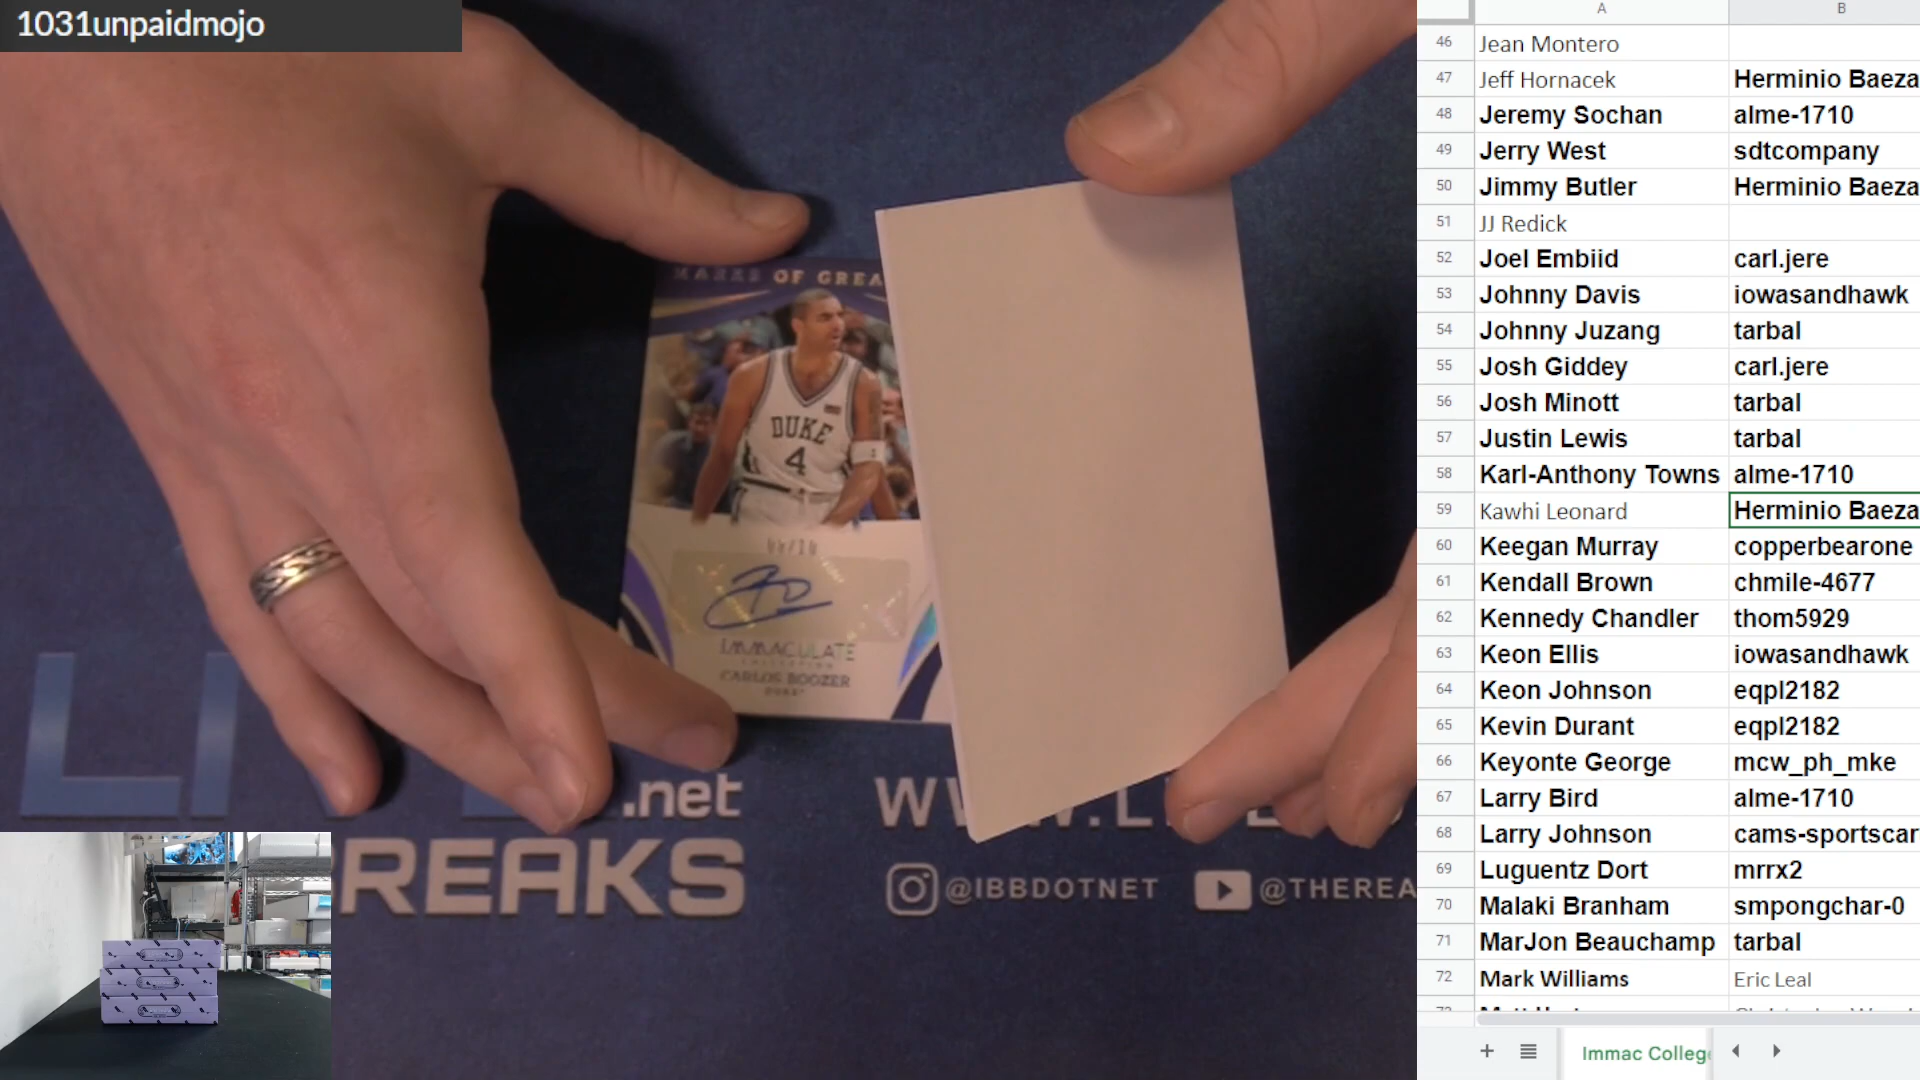 1031unpaidmojo
MARKS OF GREA
DUKE
4
IMMACULATE
COLLECTION
CARLOS BOOZER
DUKE
LI
.net
REAKS
@IBBDOTNET
@THEREA
A B
46 Jean Montero
47 Jeff Hornacek Herminio Baeza
48 Jeremy Sochan alme-1710
49 Jerry West sdtcompany
50 Jimmy Butler Herminio Baeza
51 JJ Redick
52 Joel Embiid carl.jere
53 Johnny Davis iowasandhawk
54 Johnny Juzang tarbal
55 Josh Giddey carl.jere
56 Josh Minott tarbal
57 Justin Lewis tarbal
58 Karl-Anthony Towns alme-1710
59 Kawhi Leonard Herminio Baeza
60 Keegan Murray copperbearone
61 Kendall Brown chmile-4677
62 Kennedy Chandler thom5929
63 Keon Ellis iowasandhawk
64 Keon Johnson eqpl2182
65 Kevin Durant eqpl2182
66 Keyonte George mcw_ph_mke
67 Larry Bird alme-1710
68 Larry Johnson cams-sportscar
69 Luguentz Dort mrrx2
70 Malaki Branham smpongchar-0
71 MarJon Beauchamp tarbal
72 Mark Williams Eric Leal
Immac Colleg